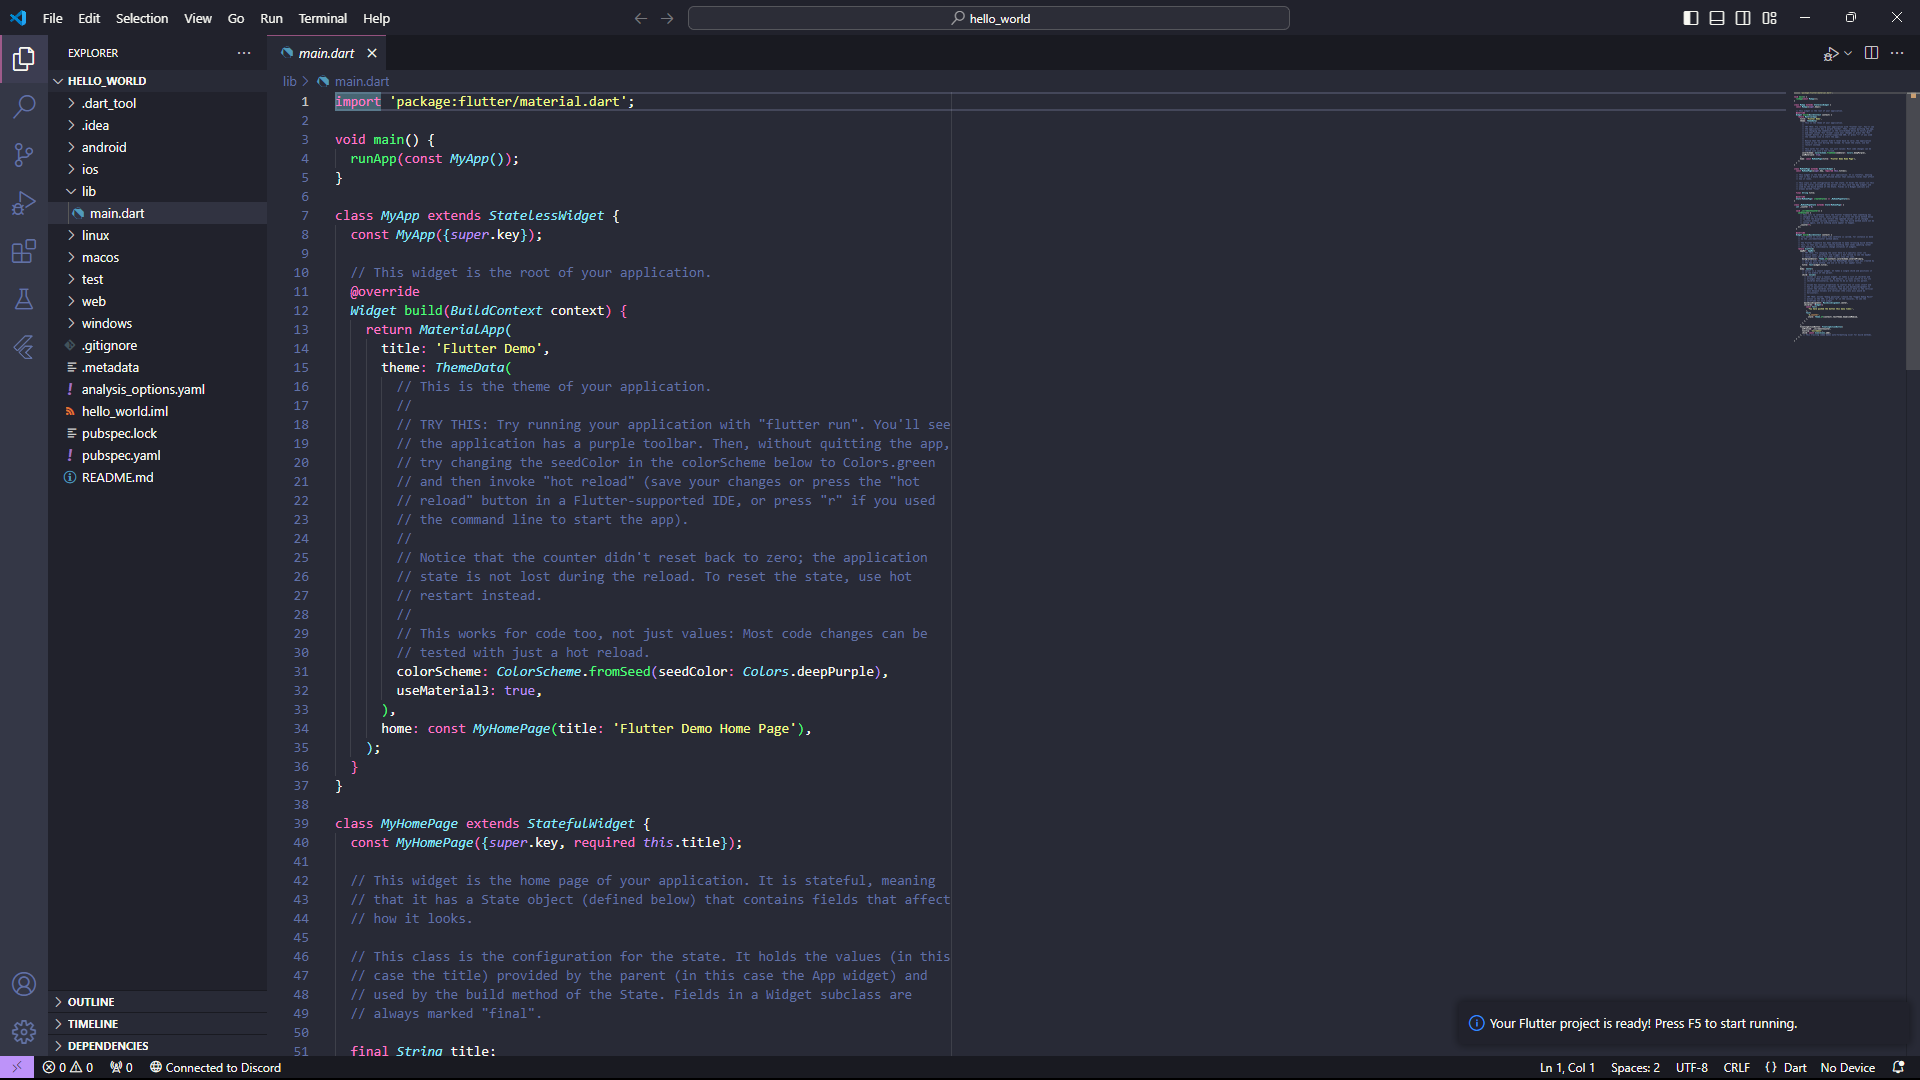 File Edit Selection View Go Run Terminal Help
hello_world
EXPLORER
HELLO_WORLD
.dart_tool
.idea
android
ios
lib
main.dart
linux
macos
test
web
windows
.gitignore
.metadata
analysis_options.yaml
hello_world.iml
pubspec.lock
pubspec.yaml
README.md
OUTLINE
TIMELINE
DEPENDENCIES
main.dart
lib > main.dart
1 import 'package:flutter/material.dart';
2
3 void main() {
4 runApp(const MyApp());
5 }
6
7 class MyApp extends StatelessWidget {
8 const MyApp({super.key});
9
10 // This widget is the root of your application.
11 @override
12 Widget build(BuildContext context) {
13 return MaterialApp(
14 title: 'Flutter Demo',
15 theme: ThemeData(
16 // This is the theme of your application.
17 //
18 // TRY THIS: Try running your application with "flutter run". You'll see
19 // the application has a purple toolbar. Then, without quitting the app,
20 // try changing the seedColor in the colorScheme below to Colors.green
21 // and then invoke "hot reload" (save your changes or press the "hot
22 // reload" button in a Flutter-supported IDE, or press "r" if you used
23 // the command line to start the app).
24 //
25 // Notice that the counter didn't reset back to zero; the application
26 // state is not lost during the reload. To reset the state, use hot
27 // restart instead.
28 //
29 // This works for code too, not just values: Most code changes can be
30 // tested with just a hot reload.
31 colorScheme: ColorScheme.fromSeed(seedColor: Colors.deepPurple),
32 useMaterial3: true,
33 ),
34 home: const MyHomePage(title: 'Flutter Demo Home Page'),
35 );
36 }
37 }
38
39 class MyHomePage extends StatefulWidget {
40 const MyHomePage({super.key, required this.title});
41
42 // This widget is the home page of your application. It is stateful, meaning
43 // that it has a State object (defined below) that contains fields that affect
44 // how it looks.
45
46 // This class is the configuration for the state. It holds the values (in this
47 // case the title) provided by the parent (in this case the App widget) and
48 // used by the build method of the State. Fields in a Widget subclass are
49 // always marked "final".
50
51 final String title;
Your Flutter project is ready! Press F5 to start running.
0 0 0 Connected to Discord
Ln 1, Col 1 Spaces: 2 UTF-8 CRLF {} Dart No Device